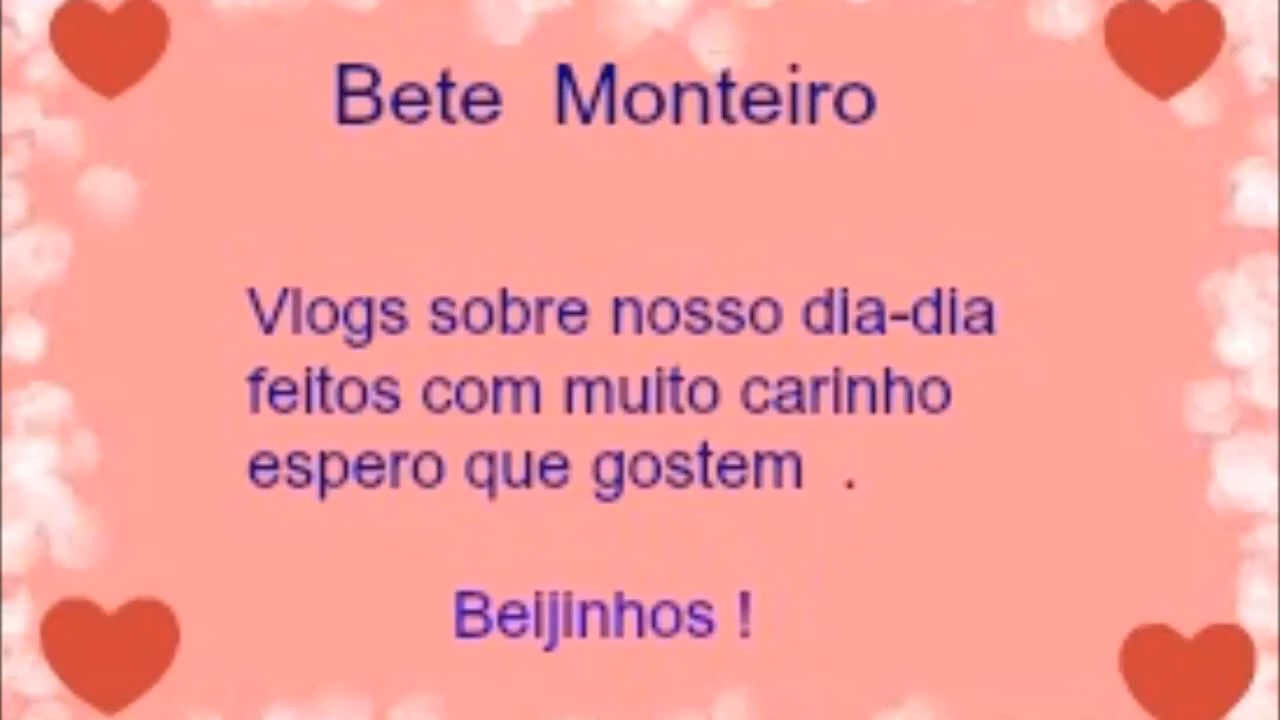 Bete Monteiro
Vlogs sobre nosso dia-dia
feitos com muito carinho
espero que gostem .
Beijinhos !